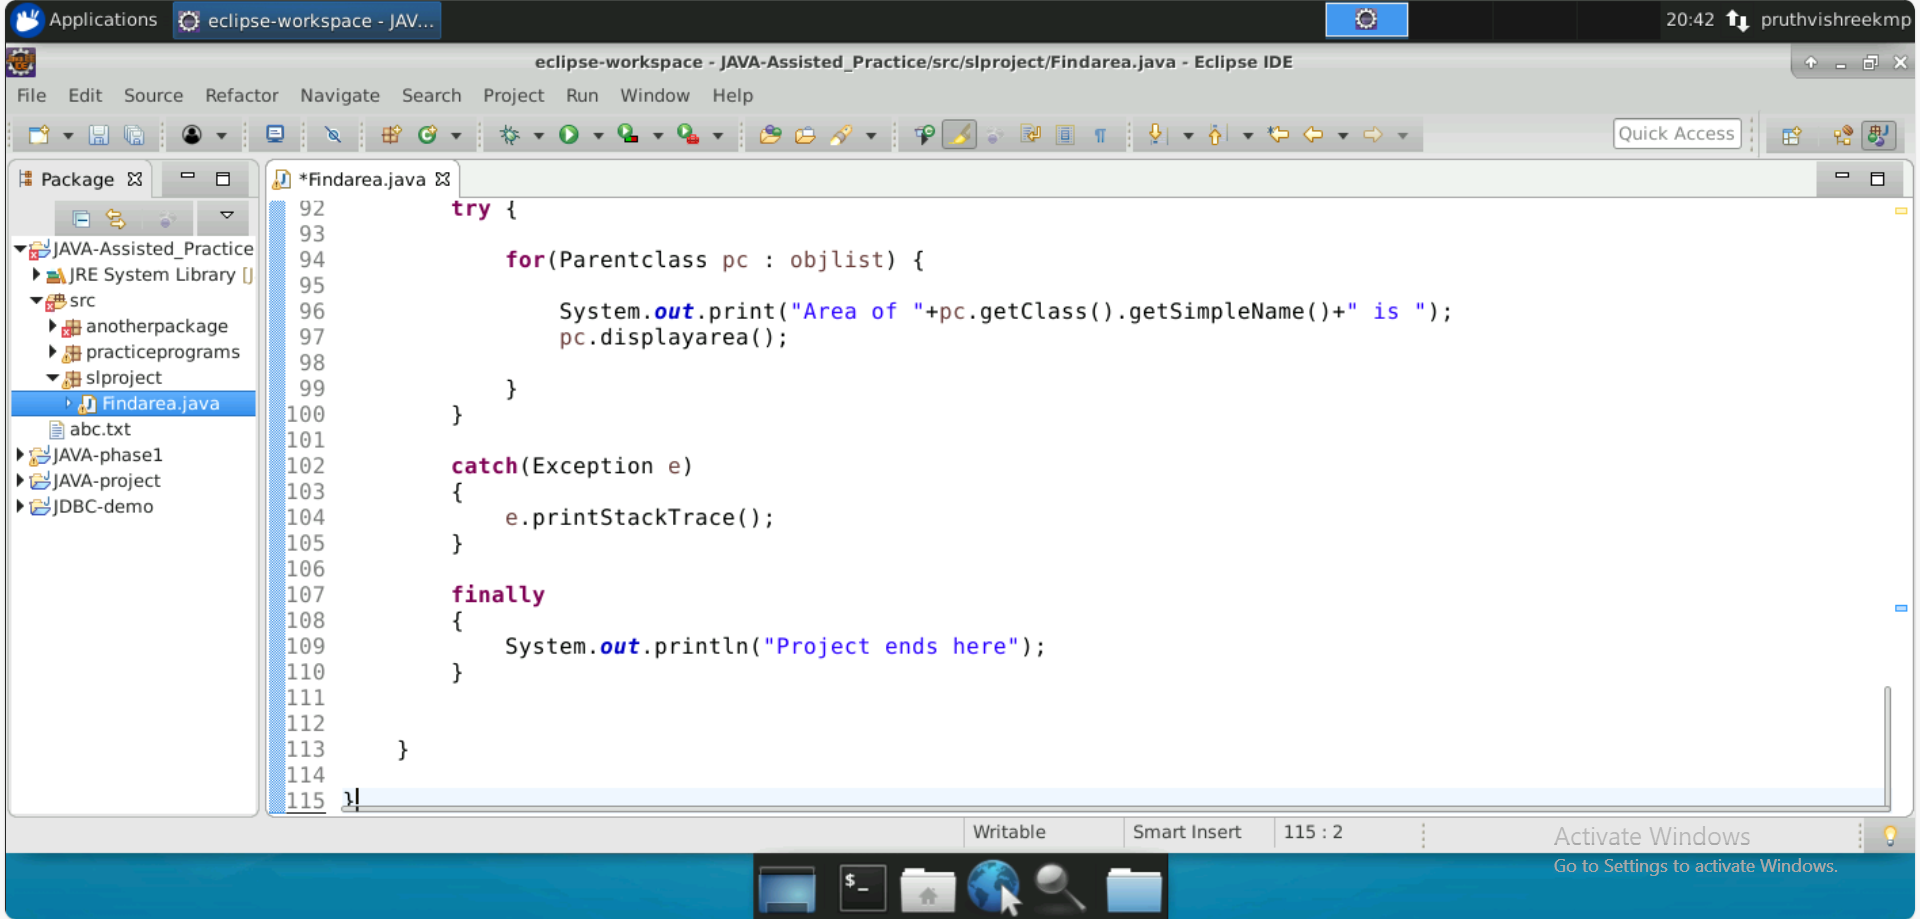 Applications eclipse-workspace - JAV... 20:42 pruthvishreekmp
eclipse-workspace - JAVA-Assisted_Practice/src/slproject/Findarea.java - Eclipse IDE
File Edit Source Refactor Navigate Search Project Run Window Help
Quick Access
Package
*Findarea.java
JAVA-Assisted_Practice
JRE System Library [J
src
anotherpackage
practiceprograms
slproject
Findarea.java
abc.txt
JAVA-phase1
JAVA-project
JDBC-demo
92 try {
93
94 for(Parentclass pc : objlist) {
95
96 System.out.print("Area of "+pc.getClass().getSimpleName()+" is ");
97 pc.displayarea();
98
99 }
100 }
101
102 catch(Exception e)
103 {
104 e.printStackTrace();
105 }
106
107 finally
108 {
109 System.out.println("Project ends here");
110 }
111
112
113 }
114
115 }
Writable Smart Insert 115 : 2
Activate Windows
Go to Settings to activate Windows.
$_